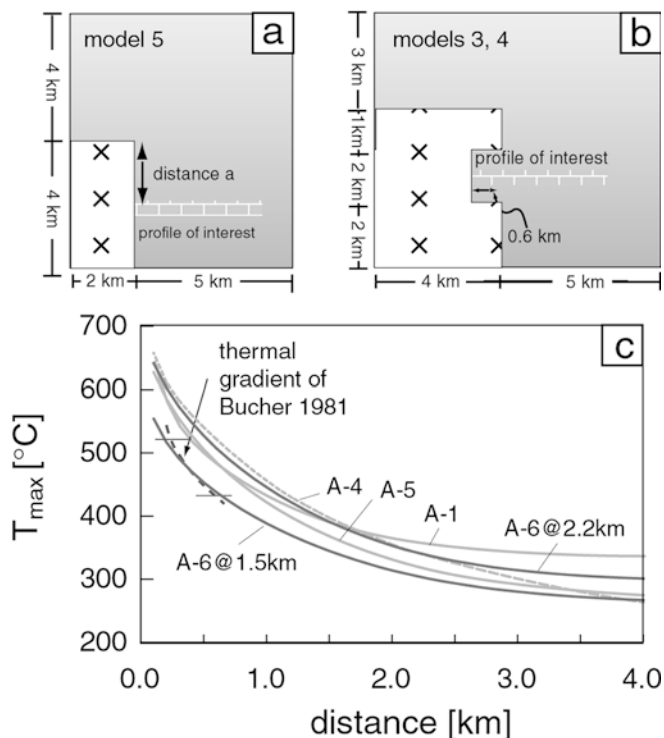 model 5
a
4 km
4 km
distance a
profile of interest
2 km
5 km
models 3, 4
b
3 km
1km
2 km
2 km
profile of interest
0.6 km
4 km
5 km
c
700
600
500
400
300
200
Tmax [°C]
thermal
gradient of
Bucher 1981
A-4
A-5
A-1
A-6@2.2km
A-6@1.5km
0.0
1.0
2.0
3.0
4.0
distance [km]